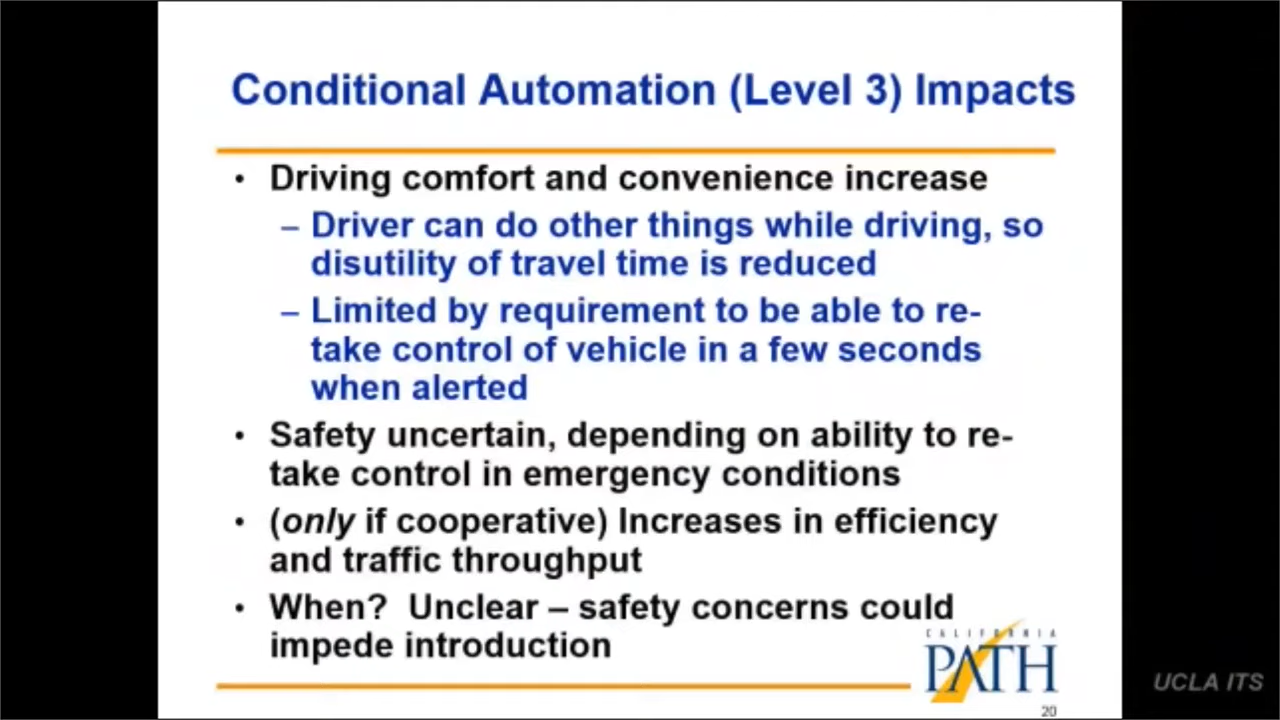 Conditional Automation (Level 3) Impacts
• Driving comfort and convenience increase
– Driver can do other things while driving, so
disutility of travel time is reduced
– Limited by requirement to be able to re-
take control of vehicle in a few seconds
when alerted
• Safety uncertain, depending on ability to re-
take control in emergency conditions
• (only if cooperative) Increases in efficiency
and traffic throughput
• When? Unclear – safety concerns could
impede introduction
CALIFORNIA
PATH
20
UCLA ITS